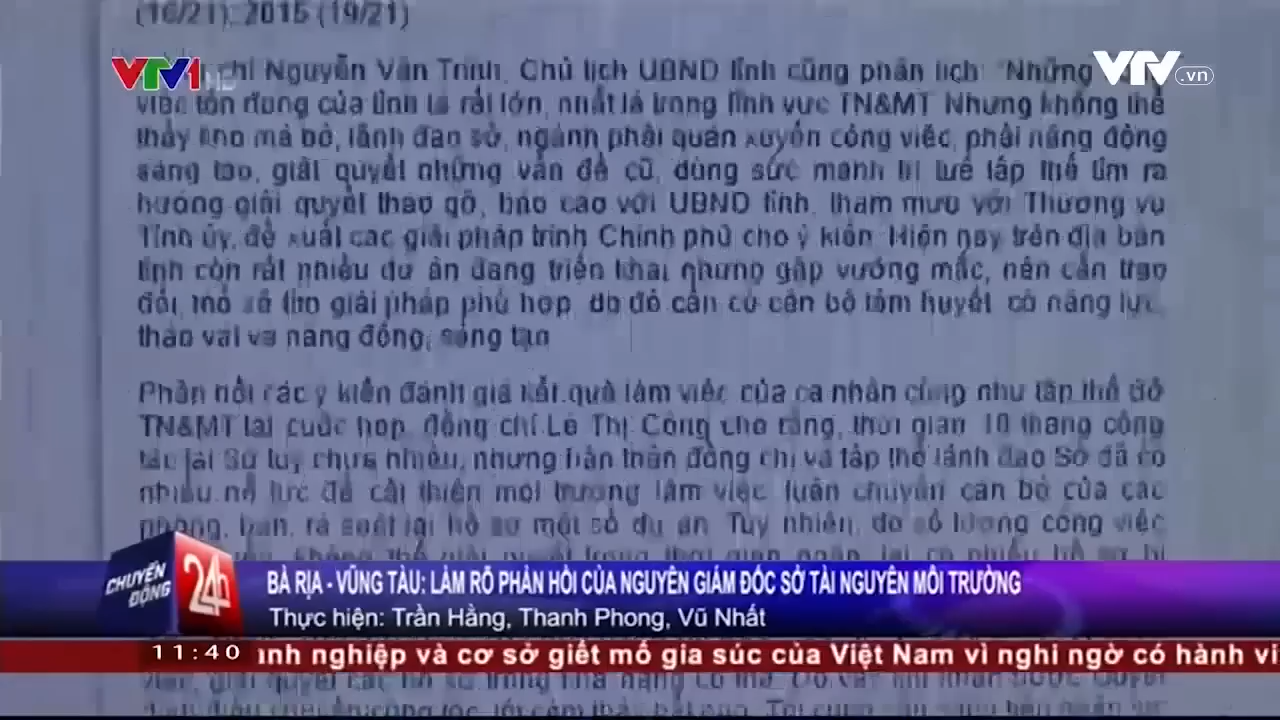 (16/21); 2015 (19/21)
VTV1 HD
VTV.vn
chí Nguyễn Văn Trình, Chủ tịch UBND tỉnh cũng phân tích: "Những
việc tồn đọng của tỉnh là rất lớn, nhất là trong lĩnh vực TN&MT Nhưng không thể
thấy khó mà bỏ, lãnh đạo sở, ngành phải quán xuyến công việc, phải năng động
sáng tạo, giải quyết những vấn đề cũ, dùng sức mạnh trí tuệ tập thể tìm ra
hướng giải quyết tháo gỡ, báo cáo với UBND tỉnh, tham mưu với Thường vụ
Tỉnh ủy, đề xuất các giải pháp trình Chính phủ cho ý kiến. Hiện nay trên địa bàn
tỉnh còn rất nhiều dự án đang triển khai nhưng gặp vướng mắc, nên cần trao
đổi, mổ sẻ tìm giải pháp phù hợp, do đó cần có cán bộ tâm huyết, có năng lực,
tháo vát và năng động, sáng tạo
Phản hồi các ý kiến đánh giá kết quả làm việc của cá nhân cũng như tập thể Sở
TN&MT tại cuộc họp, đồng chí Lê Thị Công cho rằng, thời gian 10 tháng công
tác tại Sở tuy chưa nhiều, nhưng bản thân đồng chí và tập thể lãnh đạo Sở đã có
nhiều nỗ lực để cải thiện môi trường làm việc, luân chuyển cán bộ của các
phòng, ban, rà soát lại hồ sơ một số dự án. Tuy nhiên, do số lượng công việc
CHUYỂN ĐỘNG 24h
BÀ RỊA - VŨNG TÀU: LÀM RÕ PHẢN HỒI CỦA NGUYÊN GIÁM ĐỐC SỞ TÀI NGUYÊN MÔI TRƯỜNG
Thực hiện: Trần Hằng, Thanh Phong, Vũ Nhất
11:40 anh nghiệp và cơ sở giết mổ gia súc của Việt Nam vì nghi ngờ có hành vi